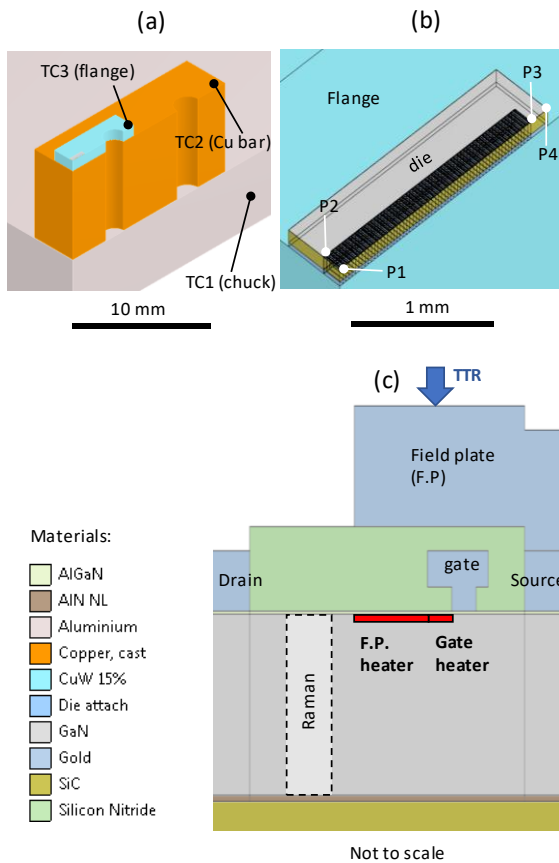 (a)
TC3 (flange)
TC2 (Cu bar)
TC1 (chuck)
10 mm
(b)
Flange
P3
P4
die
P2
P1
1 mm
(c)
TTR
Field plate
(F.P)
gate
Drain
Source
F.P.
heater
Gate
heater
Raman
Materials:
AlGaN
AlN NL
Aluminium
Copper, cast
CuW 15%
Die attach
GaN
Gold
SiC
Silicon Nitride
Not to scale